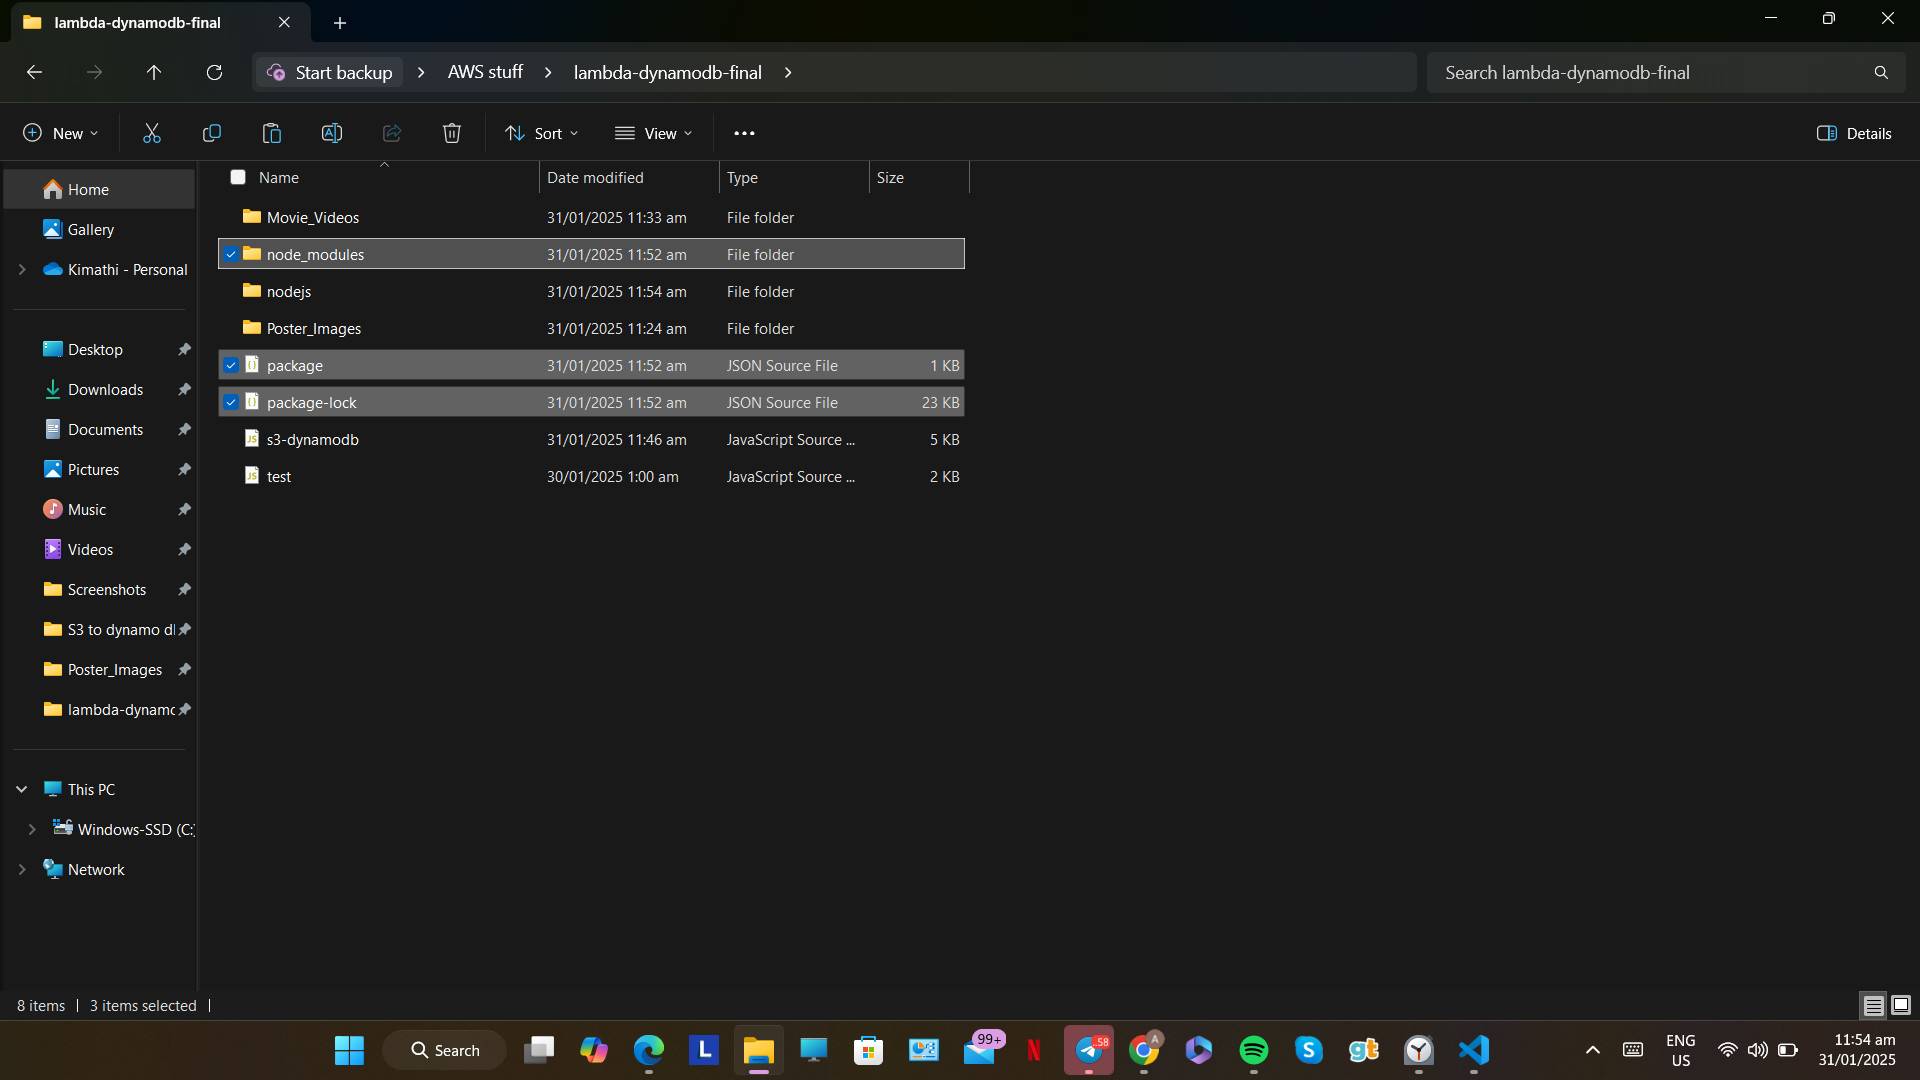 lambda-dynamodb-final
Start backup
AWS stuff
lambda-dynamodb-final
Search lambda-dynamodb-final
New
Sort
View
Details
Name
Date modified
Type
Size
Movie_Videos 31/01/2025 11:33 am File folder
node_modules 31/01/2025 11:52 am File folder
nodejs 31/01/2025 11:54 am File folder
Poster_Images 31/01/2025 11:24 am File folder
package 31/01/2025 11:52 am JSON Source File 1 KB
package-lock 31/01/2025 11:52 am JSON Source File 23 KB
s3-dynamodb 31/01/2025 11:46 am JavaScript Source ... 5 KB
test 30/01/2025 1:00 am JavaScript Source ... 2 KB
Home
Gallery
Kimathi - Personal
Desktop
Downloads
Documents
Pictures
Music
Videos
Screenshots
S3 to dynamo d
Poster_Images
lambda-dynamo
This PC
Windows-SSD (C:)
Network
8 items
3 items selected
Search
L
99+
N
.58
A
S
gt
ENG
US
11:54 am
31/01/2025